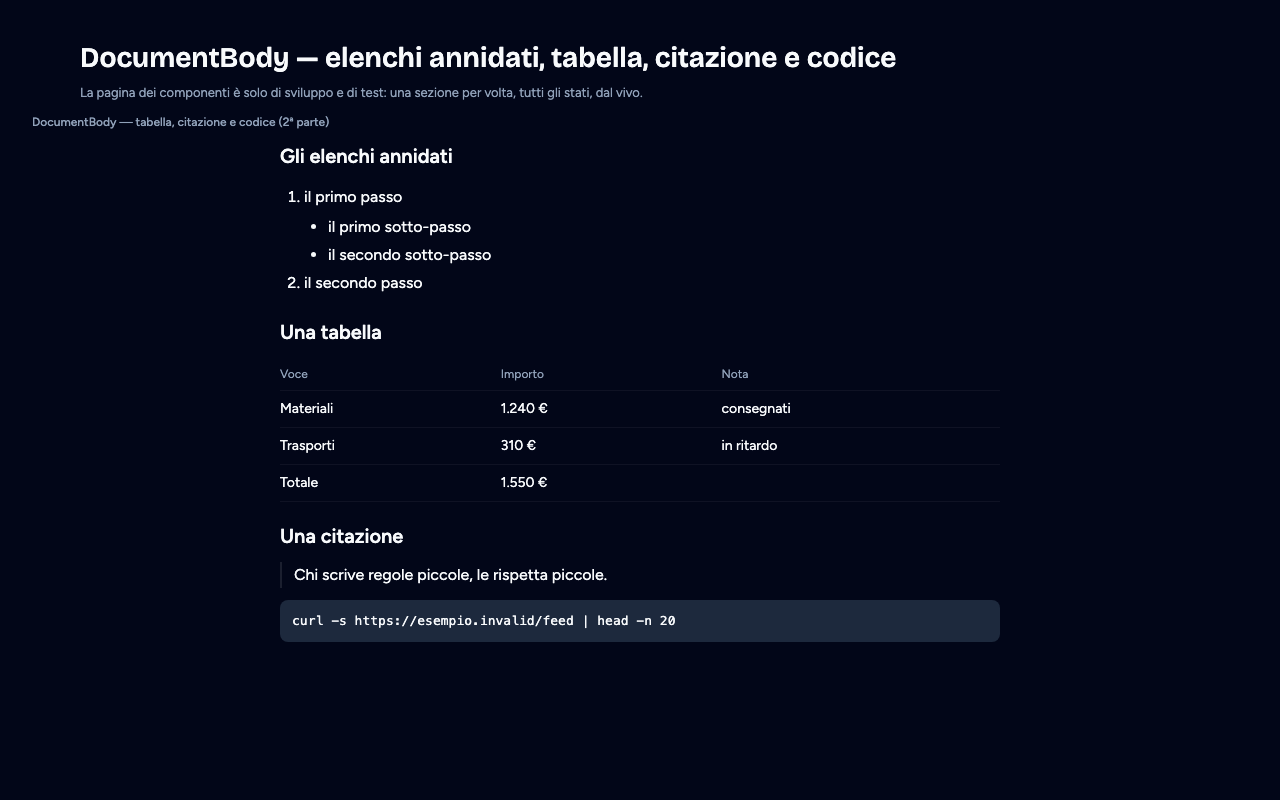 DocumentBody — elenchi annidati, tabella, citazione e codice
La pagina dei componenti è solo di sviluppo e di test: una sezione per volta, tutti gli stati, dal vivo.
DocumentBody — tabella, citazione e codice (2ª parte)
Gli elenchi annidati
1. il primo passo
• il primo sotto-passo
• il secondo sotto-passo
2. il secondo passo
Una tabella
Voce Importo Nota
Materiali 1.240 € consegnati
Trasporti 310 € in ritardo
Totale 1.550 €
Una citazione
Chi scrive regole piccole, le rispetta piccole.
curl -s https://esempio.invalid/feed | head -n 20